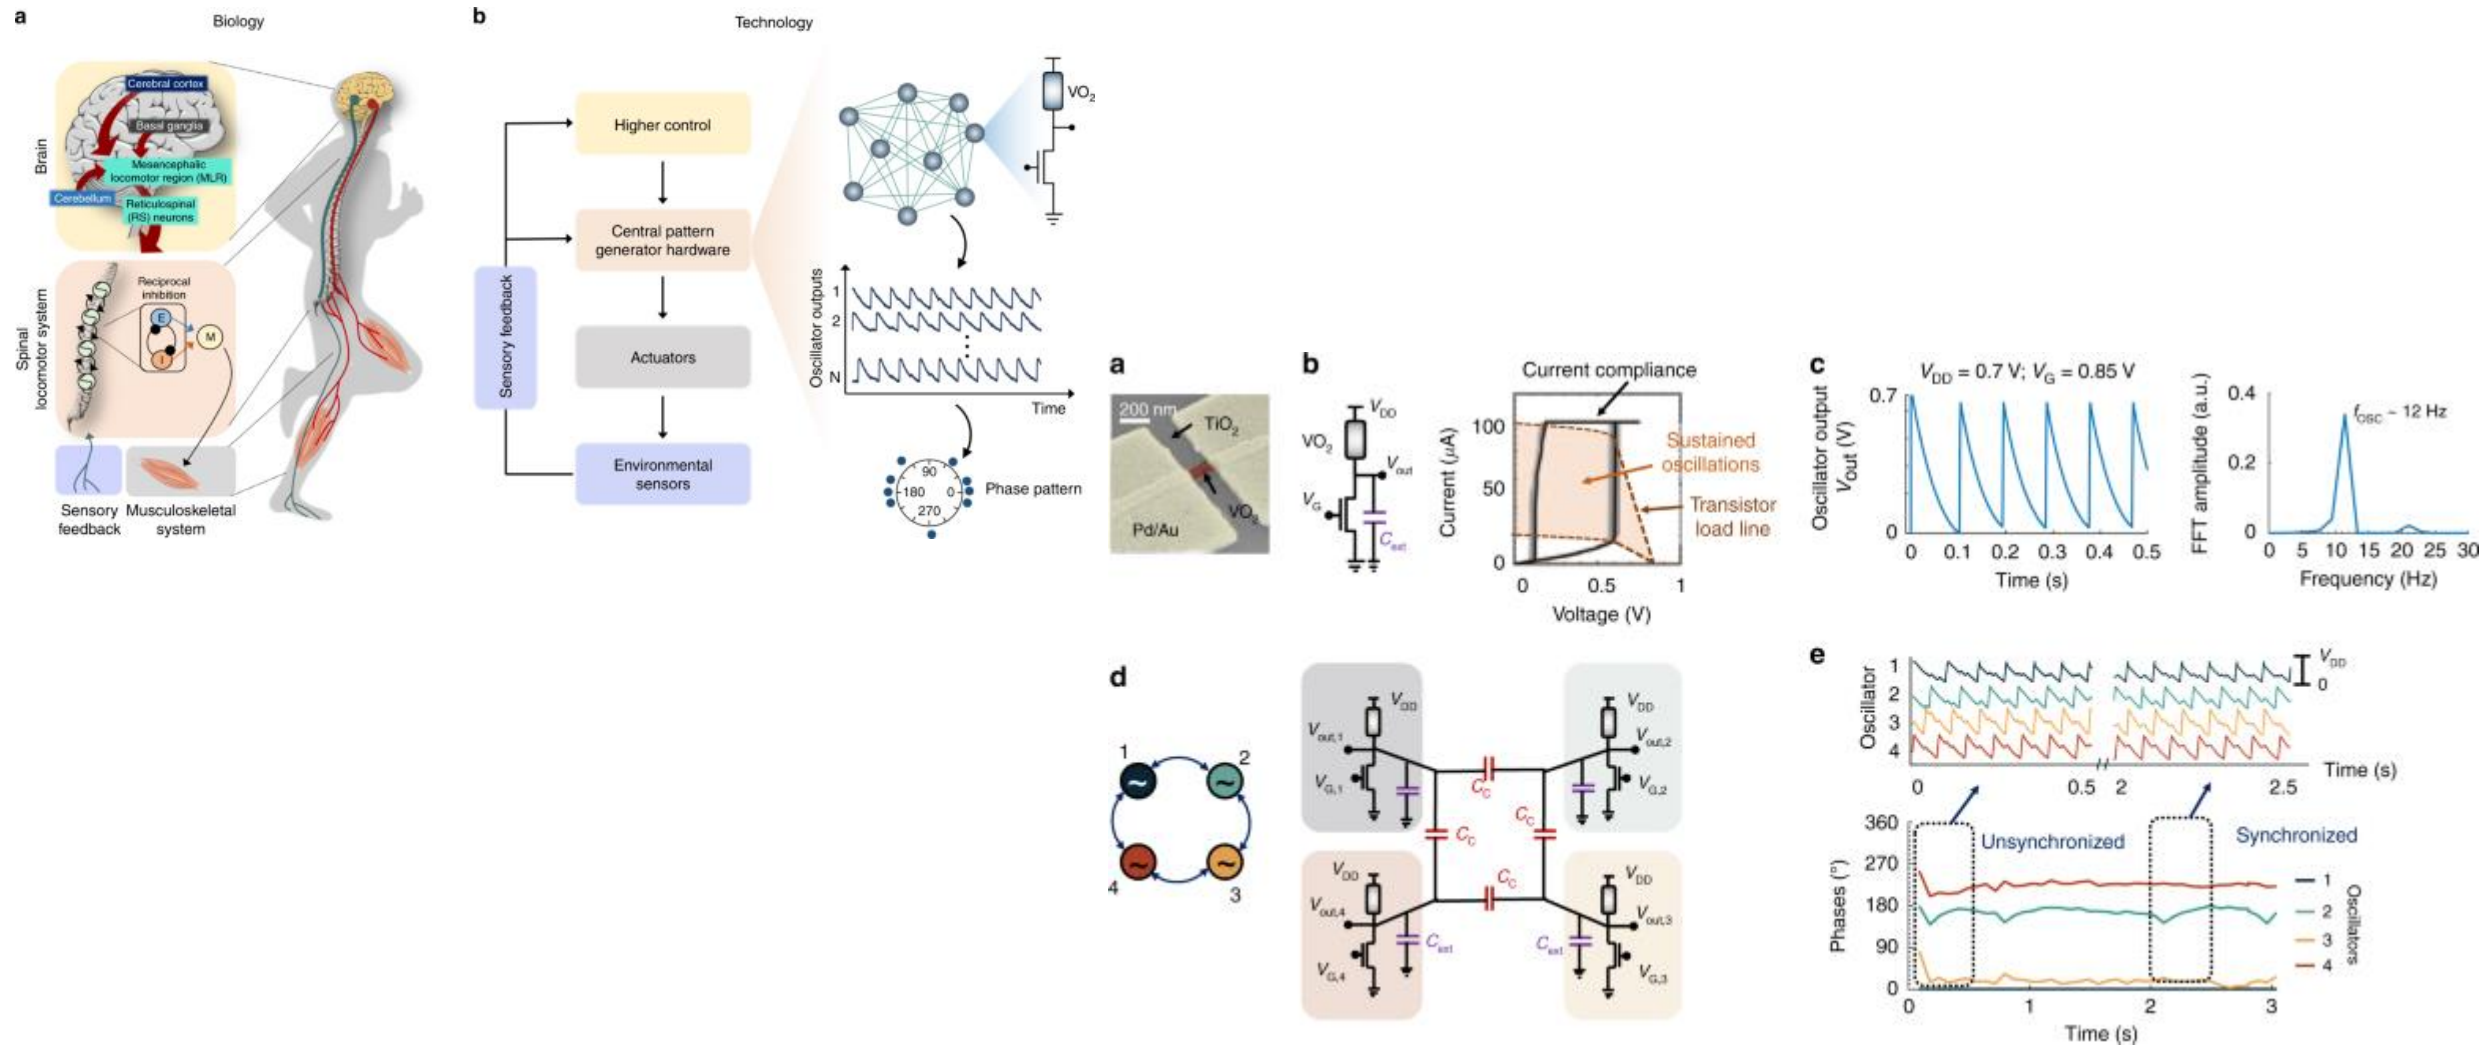 a
Biology
Brain
Cerebral cortex
Basal ganglia
Mesencephalic
locomotor region (MLR)
Cerebellum
Reticulospinal
(RS) neurons
Spinal
locomotor system
Reciprocal
inhibition
E
I
M
Sensory
feedback
Musculoskeletal
system
b
Technology
Higher control
Central pattern
generator hardware
Actuators
Environmental
sensors
Sensory feedback
VO2
Oscillator outputs
1
2
N
Time
90
180
0
270
Phase pattern
a
200 nm
TiO2
VO2
Pd/Au
b
VDD
VO2
Vout
VG
Cext
Current compliance
Current (μA)
100
50
0
Sustained
oscillations
Transistor
load line
0
0.5
1
Voltage (V)
c
VDD = 0.7 V; VG = 0.85 V
Oscillator output
Vout (V)
0.7
0
0 0.1 0.2 0.3 0.4 0.5
Time (s)
FFT amplitude (a.u.)
0.4
0.2
0
fOSC ~ 12 Hz
0 5 10 15 20 25 30
Frequency (Hz)
d
1
2
3
4
VDD
Vout,1
VG,1
VDD
Vout,2
VG,2
CC
CC
CC
CC
VDD
Vout,4
VG,4
Cext
VDD
Vout,3
VG,3
Cext
e
Oscillator
1
2
3
4
VDD
0
Time (s)
0 0.5 2 2.5
Phases (°)
360
270
180
90
0
Unsynchronized
Synchronized
1
2
3
4
Oscillators
0 1 2 3
Time (s)